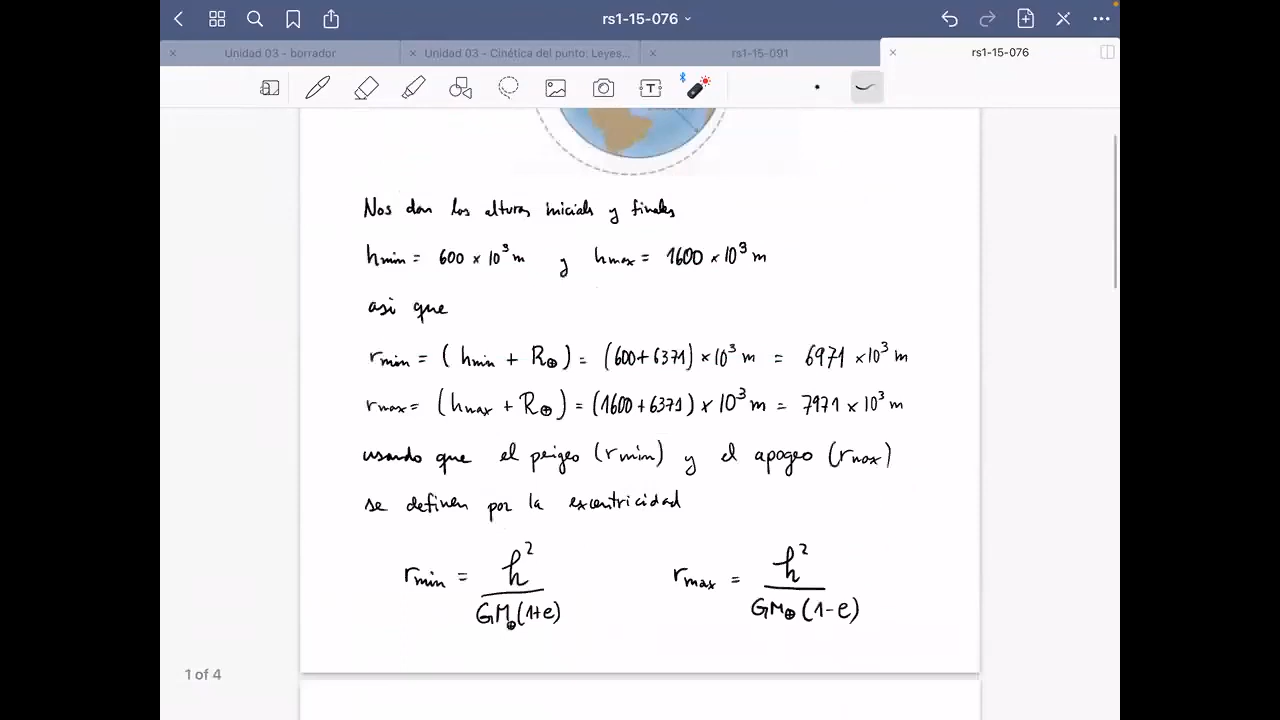 rs1-15-076
Unidad 03 - borrador
Unidad 03 - Cinética del punto: Leyes...
rs1-15-091
rs1-15-076
Nos dan las alturas iniciales y finales
hmin = 600 × 10³ m y hmax = 1600 × 10³ m
asi que
rmin = ( hmin + R⊕ ) = (600+6371) × 10³ m = 6971 × 10³ m
rmax = (hmax + R⊕) = (1600+6371) × 10³ m = 7971 × 10³ m
usando que el peigeo (rmin) y el apogeo (rmax)
se definen por la excentricidad
rmin = h² / GM⊕(1+e) rmax = h² / GM⊕ (1-e)
1 of 4